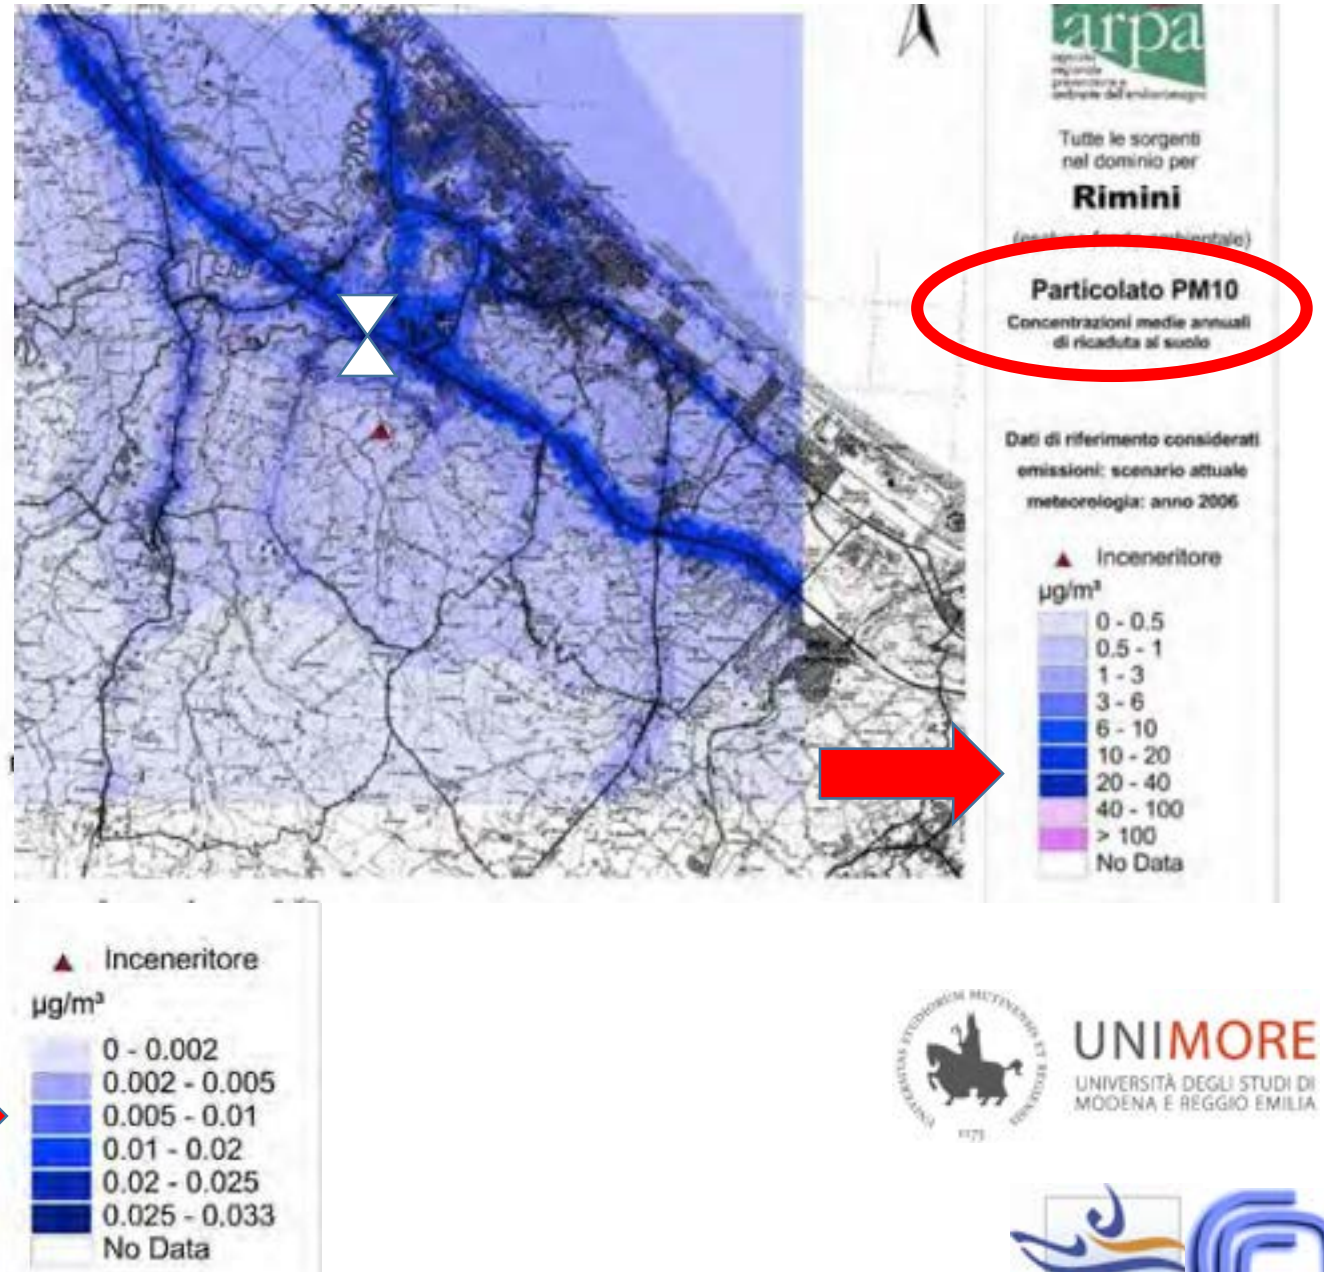 arpa
Tutte le sorgenti
nel dominio per
Rimini
Particolato PM10
Concentrazioni medie annuali
di ricaduta al suolo
Dati di riferimento considerati
emissioni: scenario attuale
meteorologia: anno 2006
Inceneritore
µg/m³
0 - 0.5
0.5 - 1
1 - 3
3 - 6
6 - 10
10 - 20
20 - 40
40 - 100
> 100
No Data
Inceneritore
µg/m³
0 - 0.002
0.002 - 0.005
0.005 - 0.01
0.01 - 0.02
0.02 - 0.025
0.025 - 0.033
No Data
1175
UNIMORE
UNIVERSITÀ DEGLI STUDI DI
MODENA E REGGIO EMILIA